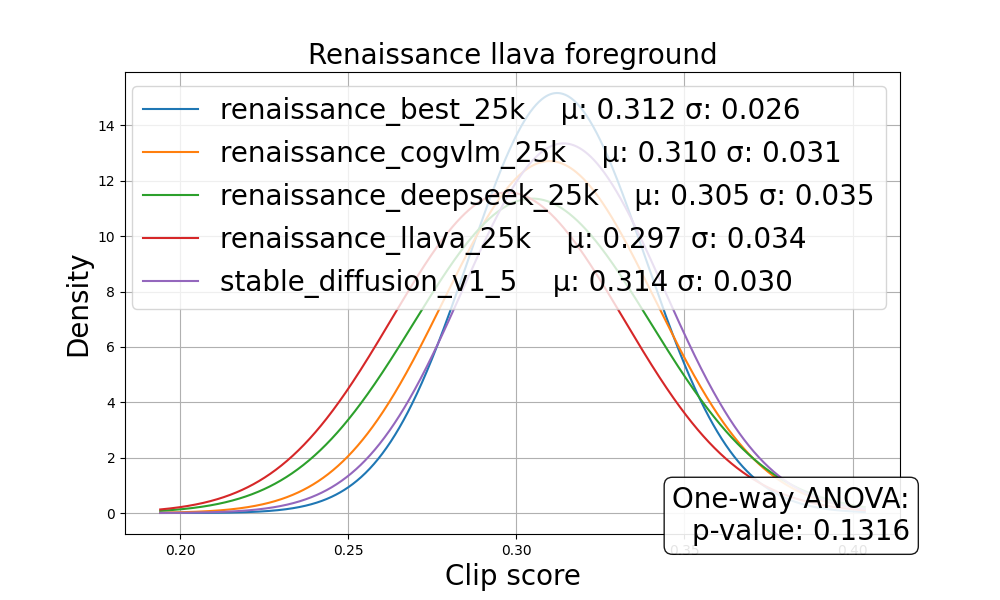 Renaissance llava foreground
renaissance_best_25k μ: 0.312 σ: 0.026
renaissance_cogvlm_25k μ: 0.310 σ: 0.031
renaissance_deepseek_25k μ: 0.305 σ: 0.035
renaissance_llava_25k μ: 0.297 σ: 0.034
stable_diffusion_v1_5 μ: 0.314 σ: 0.030
Density
14
12
10
8
6
4
2
0
One-way ANOVA:
p-value: 0.1316
0.20 0.25 0.30 0.35 0.40
Clip score